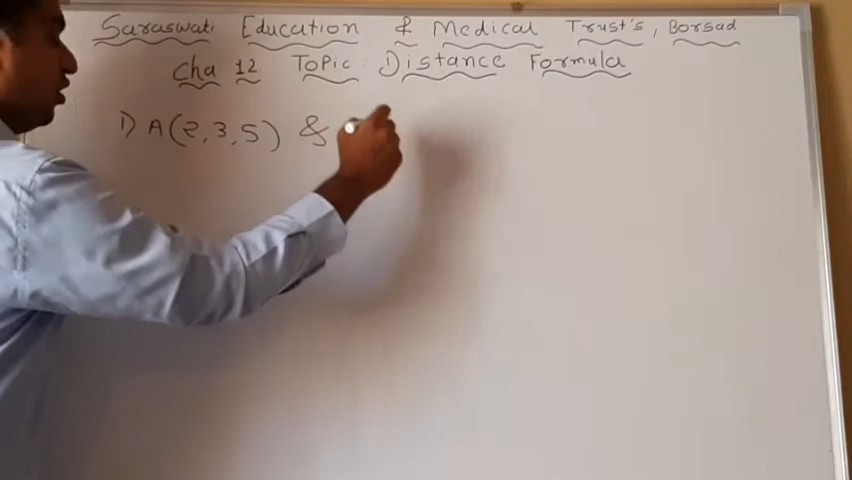 Saraswati Education & Medical Trust's, Borsad
Cha 12 Topic Distance Formula
1) A(2,3,5) &